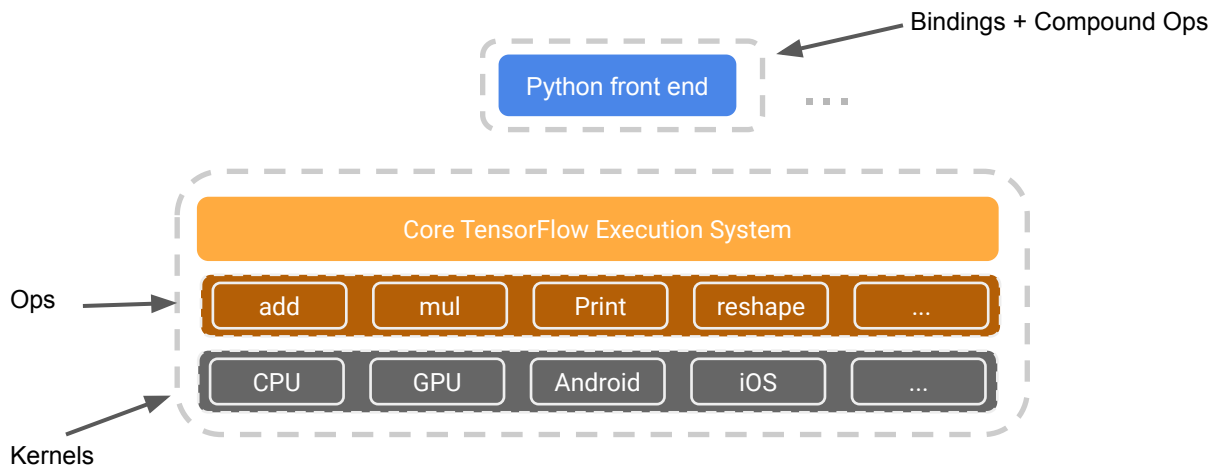 Bindings + Compound Ops
Python front end
...
Core TensorFlow Execution System
Ops
add mul Print reshape ...
CPU GPU Android iOS ...
Kernels